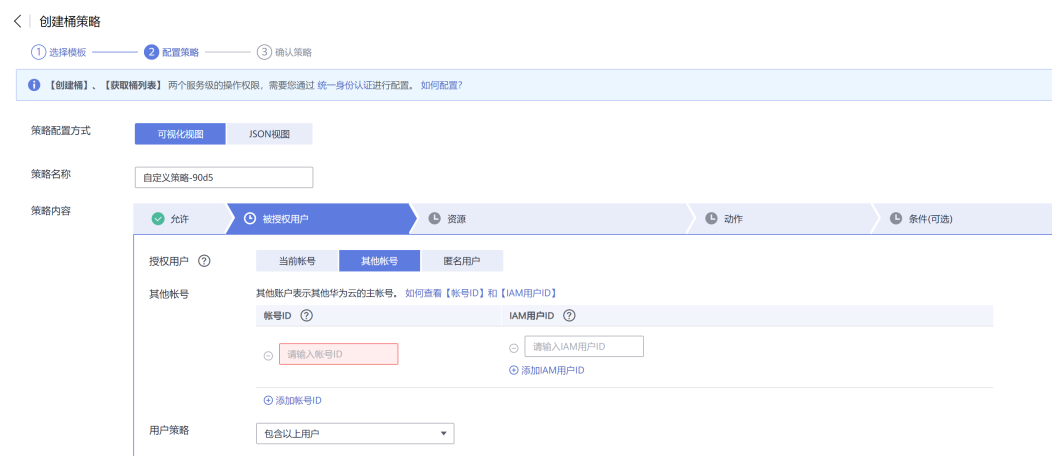 创建桶策略
1 选择模板 2 配置策略 3 确认策略
【创建桶】、【获取桶列表】 两个服务级的操作权限，需要您通过 统一身份认证进行配置。 如何配置?
策略配置方式 可视化视图 JSON视图
策略名称 自定义策略-90d5
策略内容 允许 被授权用户 资源 动作 条件(可选)
授权用户 ? 当前帐号 其他帐号 匿名用户
其他帐号 其他账户表示其他华为云的主帐号。 如何查看【帐号ID】和【IAM用户ID】
帐号ID ? IAM用户ID ?
请输入帐号ID 请输入IAM用户ID
添加IAM用户ID
添加帐号ID
用户策略 包含以上用户